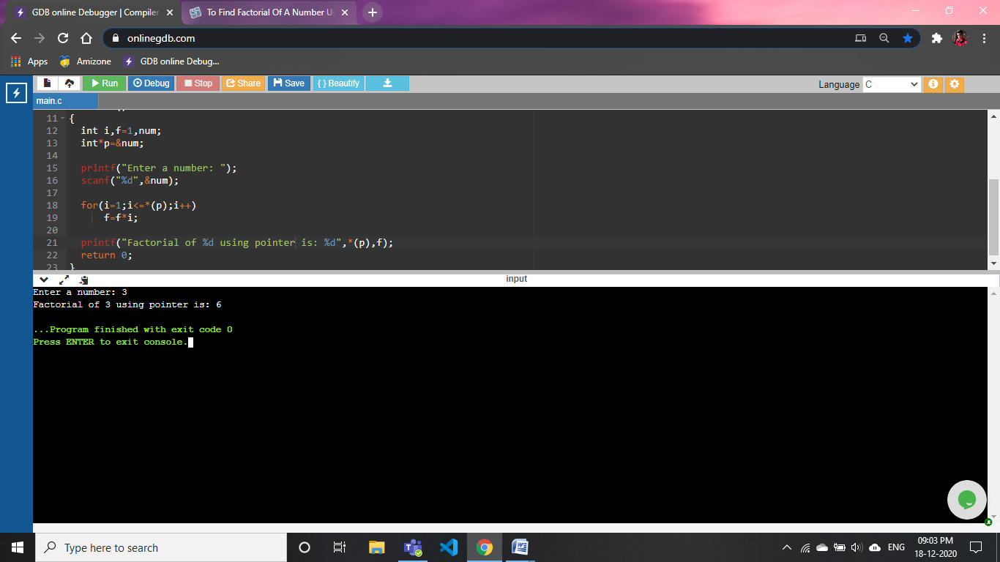 GDB online Debugger | Compiler
To Find Factorial Of A Number U
onlinegdb.com
Apps Amizone GDB online Debug...
Run Debug Stop Share Save { } Beautify Language C
main.c
11 {
12 int i,f=1,num;
13 int*p=&num;
14
15 printf("Enter a number: ");
16 scanf("%d",&num);
17
18 for(i=1;i<=*(p);i++)
19 f=f*i;
20
21 printf("Factorial of %d using pointer is: %d",*(p),f);
22 return 0;
23 }
input
Enter a number: 3
Factorial of 3 using pointer is: 6
...Program finished with exit code 0
Press ENTER to exit console.
Type here to search
ENG
09:03 PM
18-12-2020